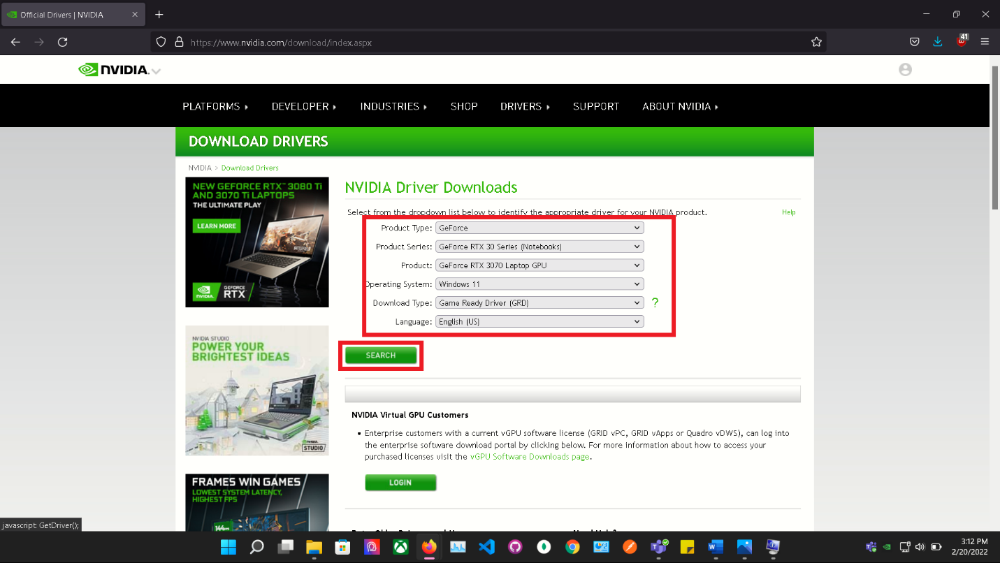 Official Drivers | NVIDIA
https://www.nvidia.com/download/index.aspx
41
NVIDIA.
PLATFORMS DEVELOPER INDUSTRIES SHOP DRIVERS SUPPORT ABOUT NVIDIA
DOWNLOAD DRIVERS
NVIDIA > Download Drivers
NEW GEFORCE RTX™ 3080 Ti
AND 3070 Ti LAPTOPS
THE ULTIMATE PLAY
LEARN MORE
NVIDIA.
GEFORCE
RTX
NVIDIA STUDIO
POWER YOUR
BRIGHTEST IDEAS
NVIDIA.
STUDIO
FRAMES WIN GAMES
LOWEST SYSTEM LATENCY,
HIGHEST FPS
NVIDIA Driver Downloads
Select from the dropdown list below to identify the appropriate driver for your NVIDIA product.
Help
Product Type: GeForce
Product Series: GeForce RTX 30 Series (Notebooks)
Product: GeForce RTX 3070 Laptop GPU
Operating System: Windows 11
Download Type: Game Ready Driver (GRD) ?
Language: English (US)
SEARCH
NVIDIA Virtual GPU Customers
• Enterprise customers with a current vGPU software license (GRID vPC, GRID vApps or Quadro vDWS), can log into
the enterprise software download portal by clicking below. For more information about how to access your
purchased licenses visit the vGPU Software Downloads page.
LOGIN
javascript: GetDriver();
3:12 PM
2/20/2022